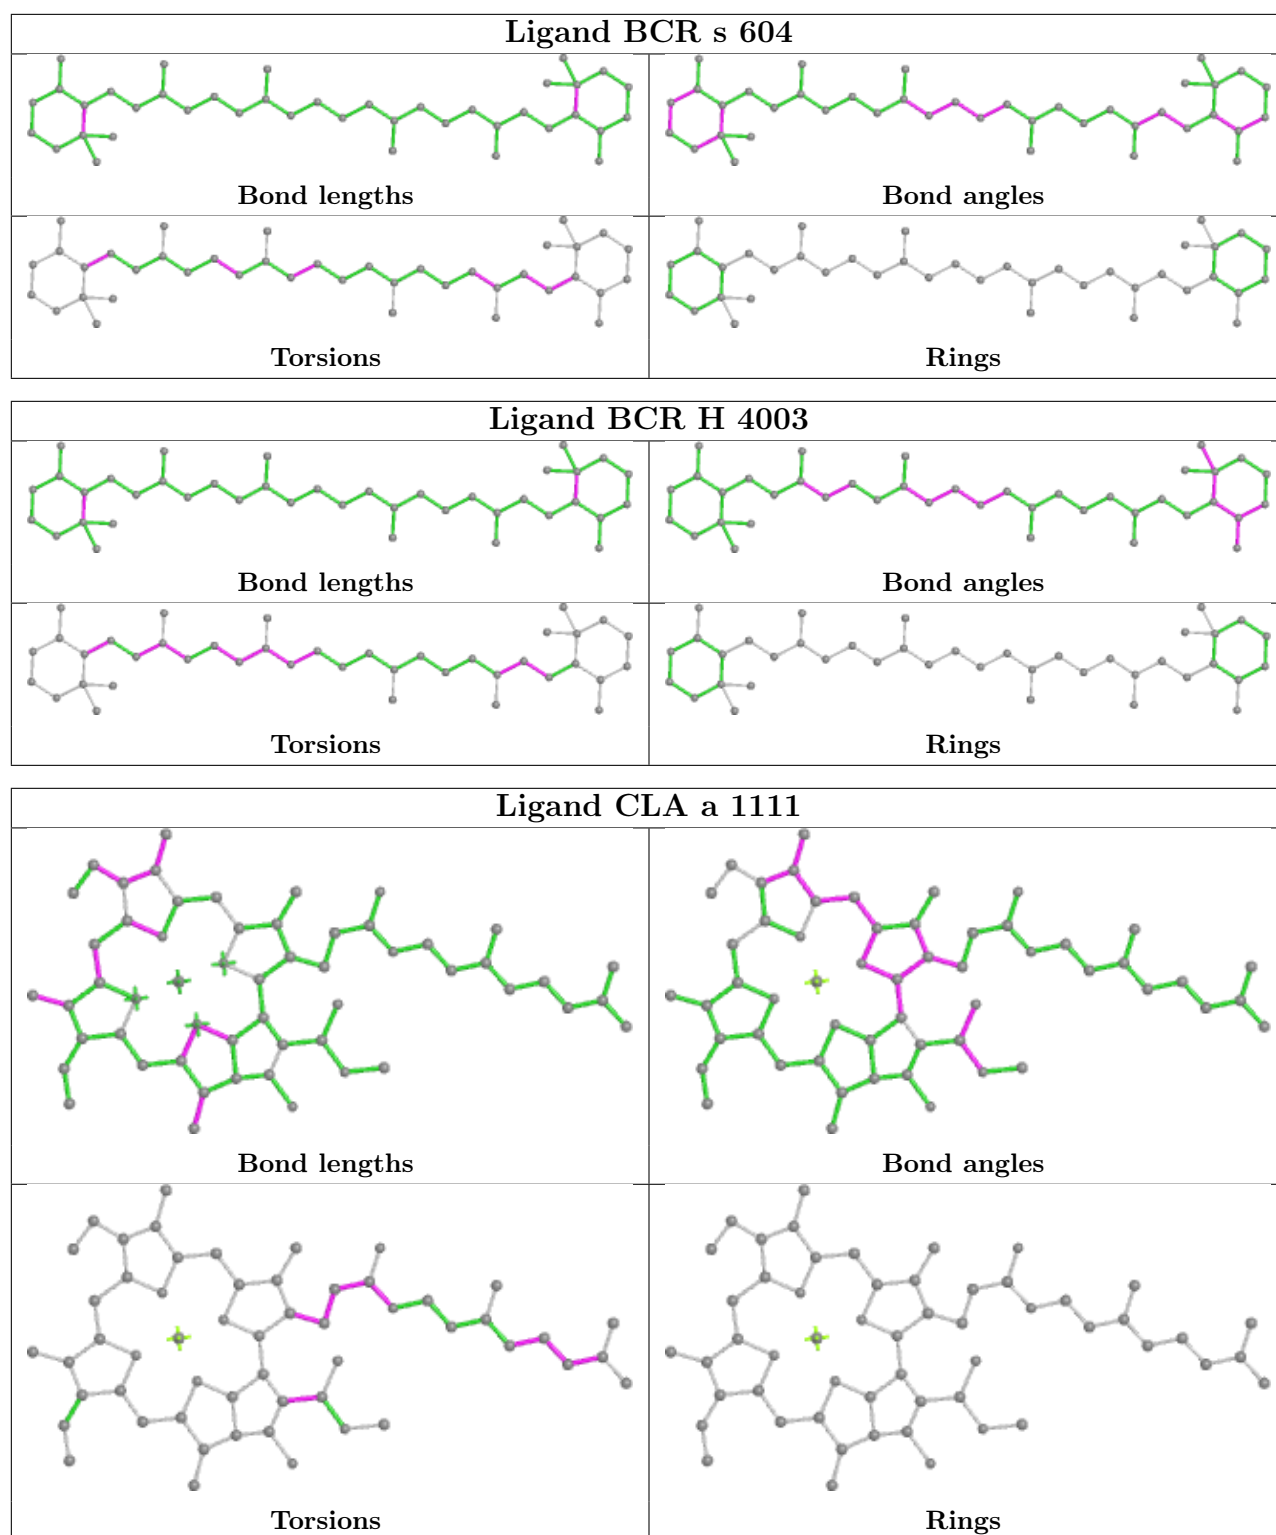 Ligand BCR s 604
Bond lengths
Bond angles
Torsions
Rings
Ligand BCR H 4003
Bond lengths
Bond angles
Torsions
Rings
Ligand CLA a 1111
Bond lengths
Bond angles
Torsions
Rings